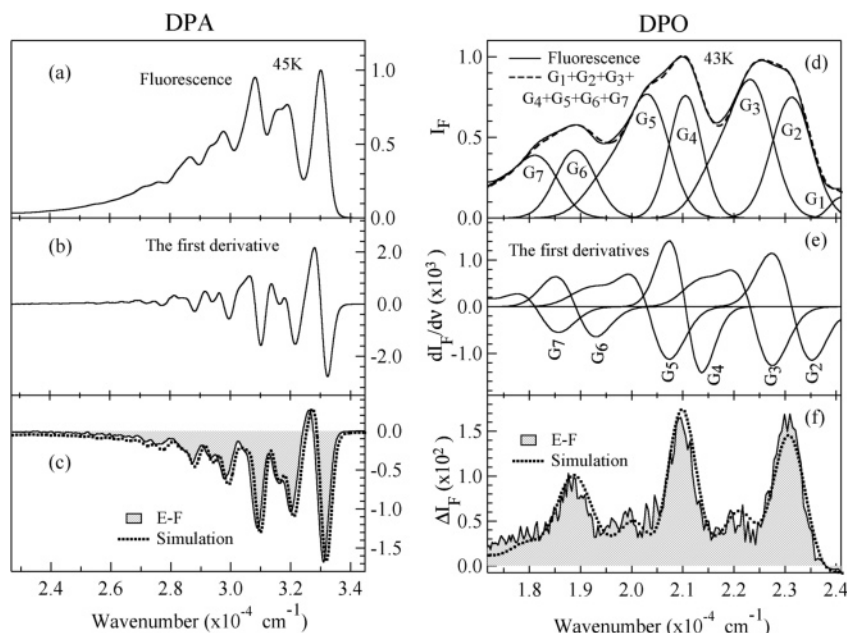 DPA
DPO
(a)
45K
Fluorescence
1.0
0.5
0.0
(b)
The first derivative
2.0
0.0
-2.0
0.0
-0.5
-1.0
-1.5
(c)
E-F
Simulation
2.4 2.6 2.8 3.0 3.2 3.4
Wavenumber (x10⁻⁴ cm⁻¹)
1.0
0.5
0.0
I_F
Fluorescence
43K
(d)
G₁+G₂+G₃+
G₄+G₅+G₆+G₇
G₇
G₆
G₅
G₄
G₃
G₂
G₁
dI_F/dν (x10³)
1.0
0.0
-1.0
The first derivatives
(e)
G₇
G₆
G₅
G₄
G₃
G₂
ΔI_F (x10²)
1.5
1.0
0.5
0.0
E-F
Simulation
(f)
1.8 1.9 2.0 2.1 2.2 2.3 2.4
Wavenumber (x10⁻⁴ cm⁻¹)